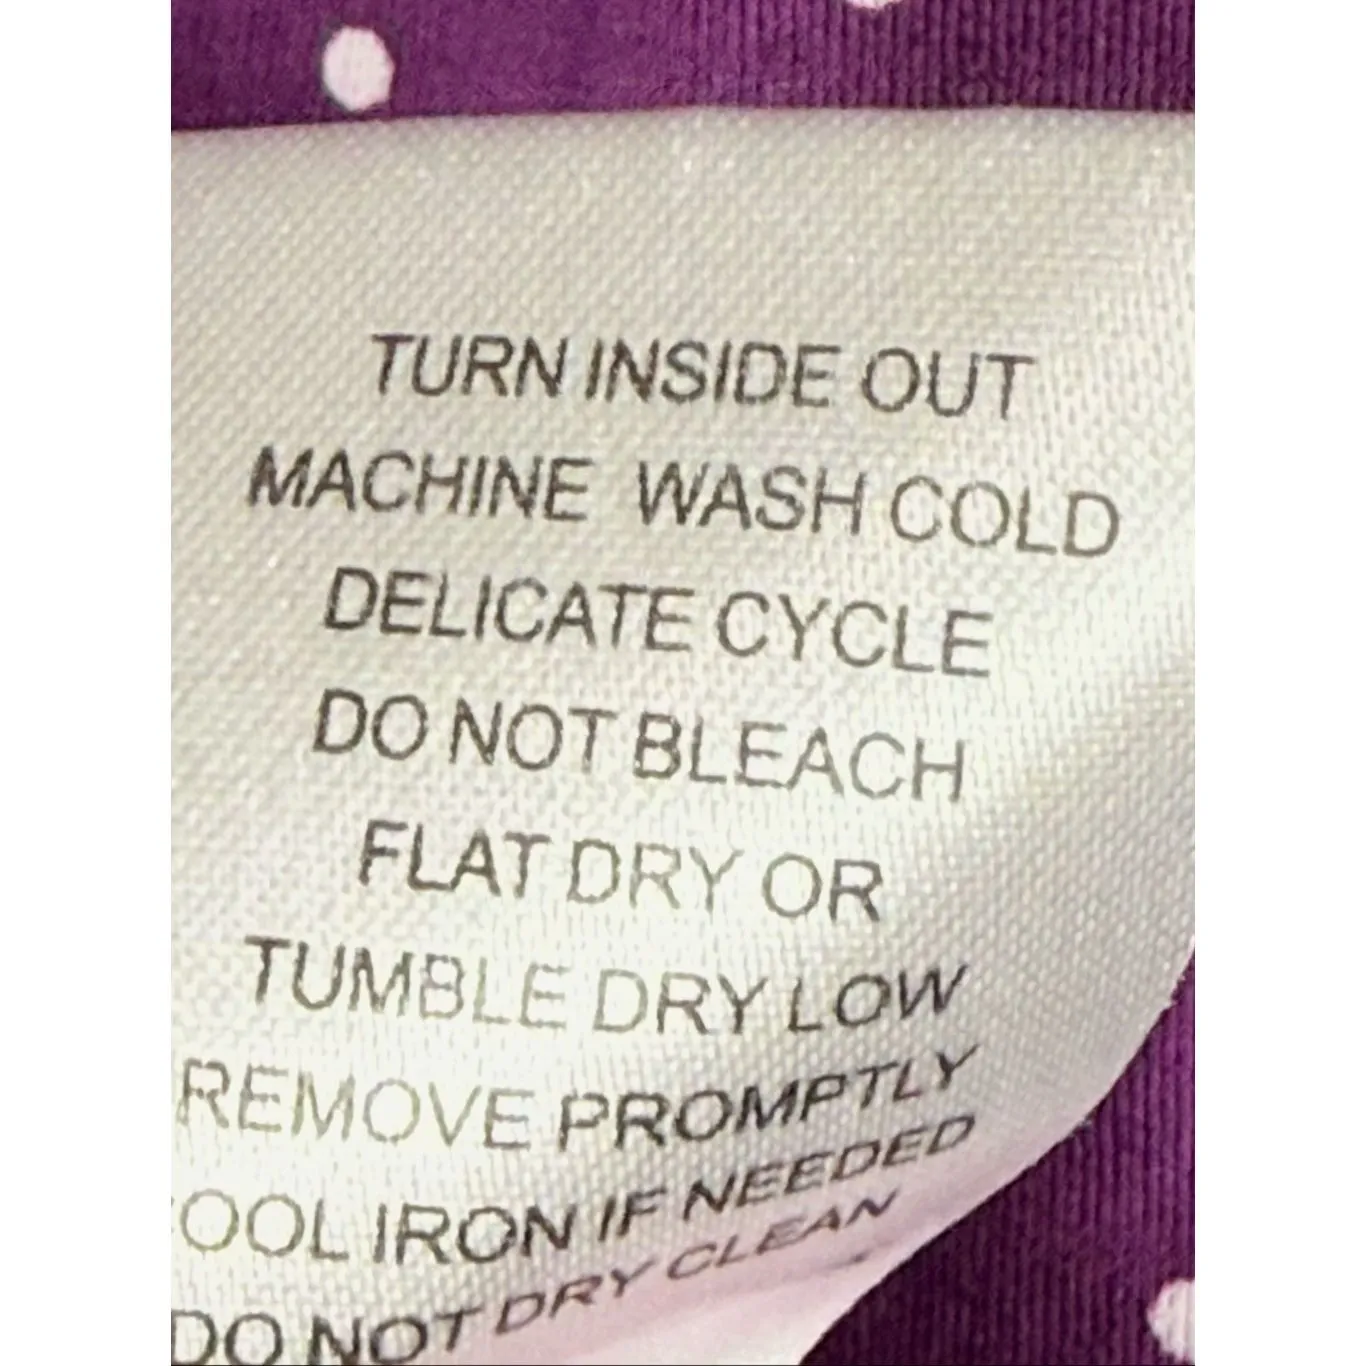 TURN INSIDE OUT
MACHINE WASH COLD
DELICATE CYCLE
DO NOT BLEACH
FLAT DRY OR
TUMBLE DRY LOW
REMOVE PROMPTLY
OOL IRON IF NEEDED
DO NOT DRY CLEAN